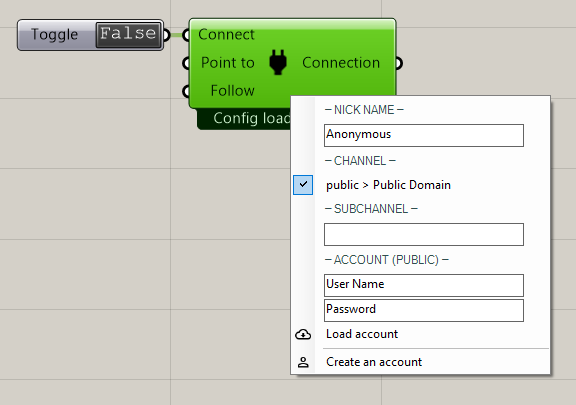 Toggle False
Connect
Point to Connection
Follow
Config load
– NICK NAME –
Anonymous
– CHANNEL –
public > Public Domain
– SUBCHANNEL –
– ACCOUNT (PUBLIC) –
User Name
Password
Load account
Create an account